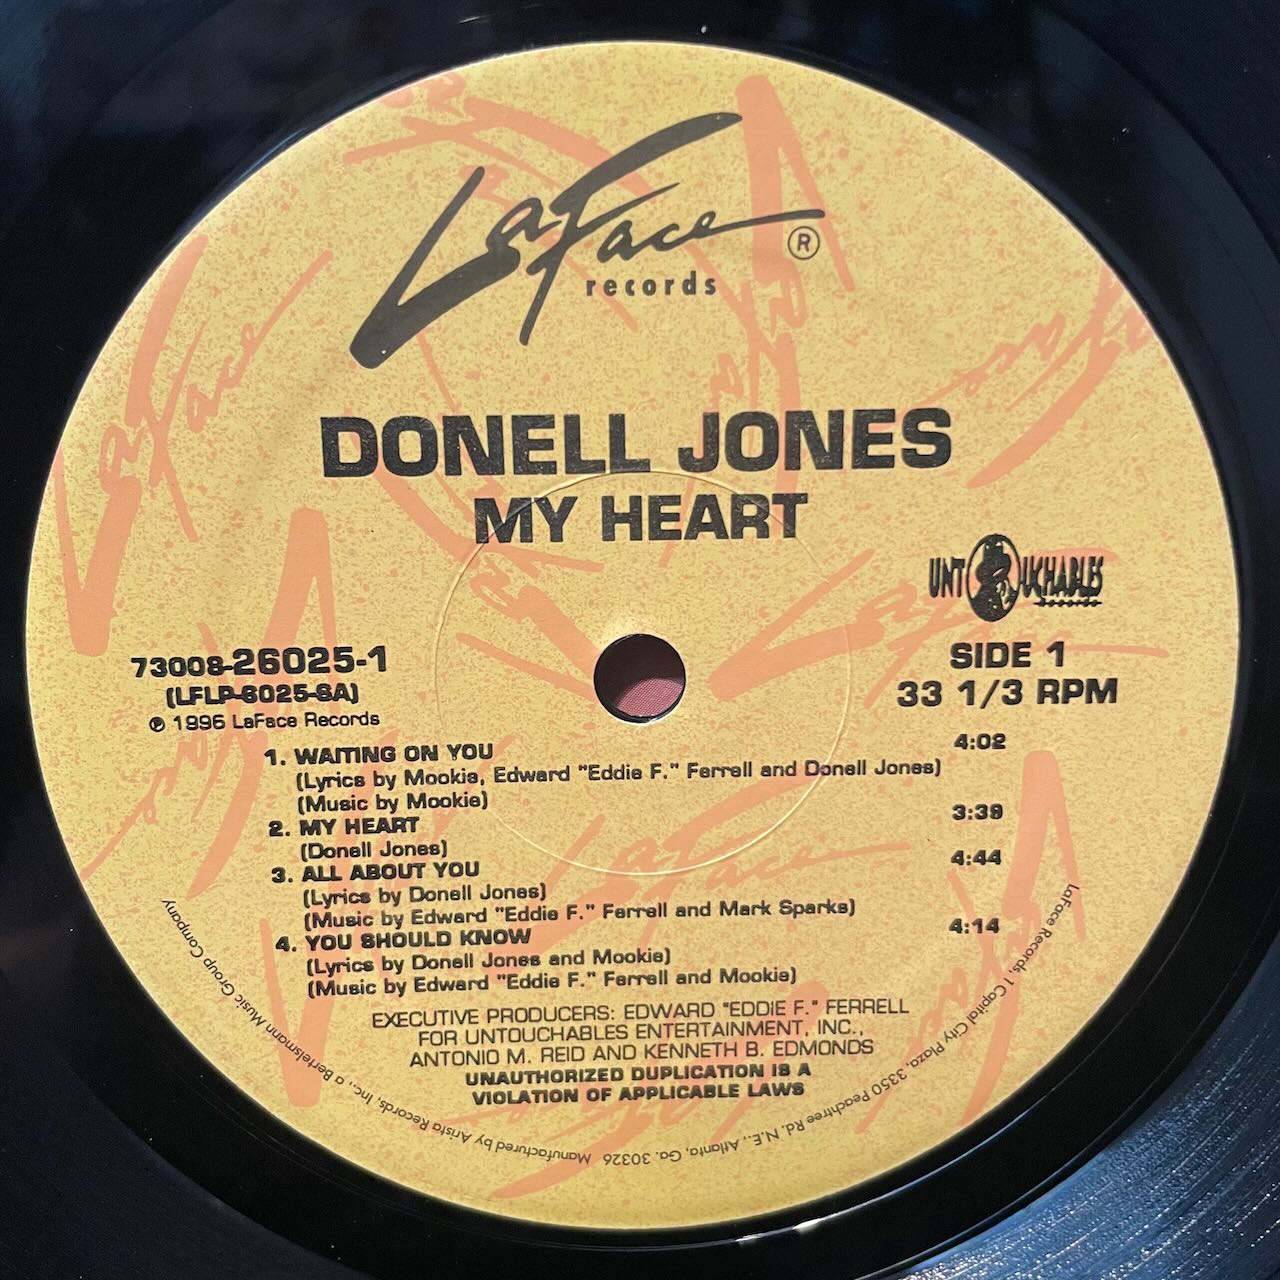 LaFace ®
records
DONELL JONES
MY HEART
UNTOUCHABLES
RECORDS
73008-26025-1
(LFLP-6025-SA)
℗ 1996 LaFace Records
SIDE 1
33 1/3 RPM
1. WAITING ON YOU 4:02
(Lyrics by Mookie, Edward "Eddie F." Ferrell and Donell Jones)
(Music by Mookie)
2. MY HEART 3:39
(Donell Jones)
3. ALL ABOUT YOU 4:44
(Lyrics by Donell Jones)
(Music by Edward "Eddie F." Ferrell and Mark Sparks)
4. YOU SHOULD KNOW 4:14
(Lyrics by Donell Jones and Mookie)
(Music by Edward "Eddie F." Ferrell and Mookie)
EXECUTIVE PRODUCERS: EDWARD "EDDIE F." FERRELL
FOR UNTOUCHABLES ENTERTAINMENT, INC.,
ANTONIO M. REID AND KENNETH B. EDMONDS
UNAUTHORIZED DUPLICATION IS A
VIOLATION OF APPLICABLE LAWS
LaFace Records, 1 Capital City Plaza, 3350 Peachtree Rd. N.E., Atlanta, Ga. 30326 Manufactured by Arista Records, Inc., a Bertelsmann Music Group Company